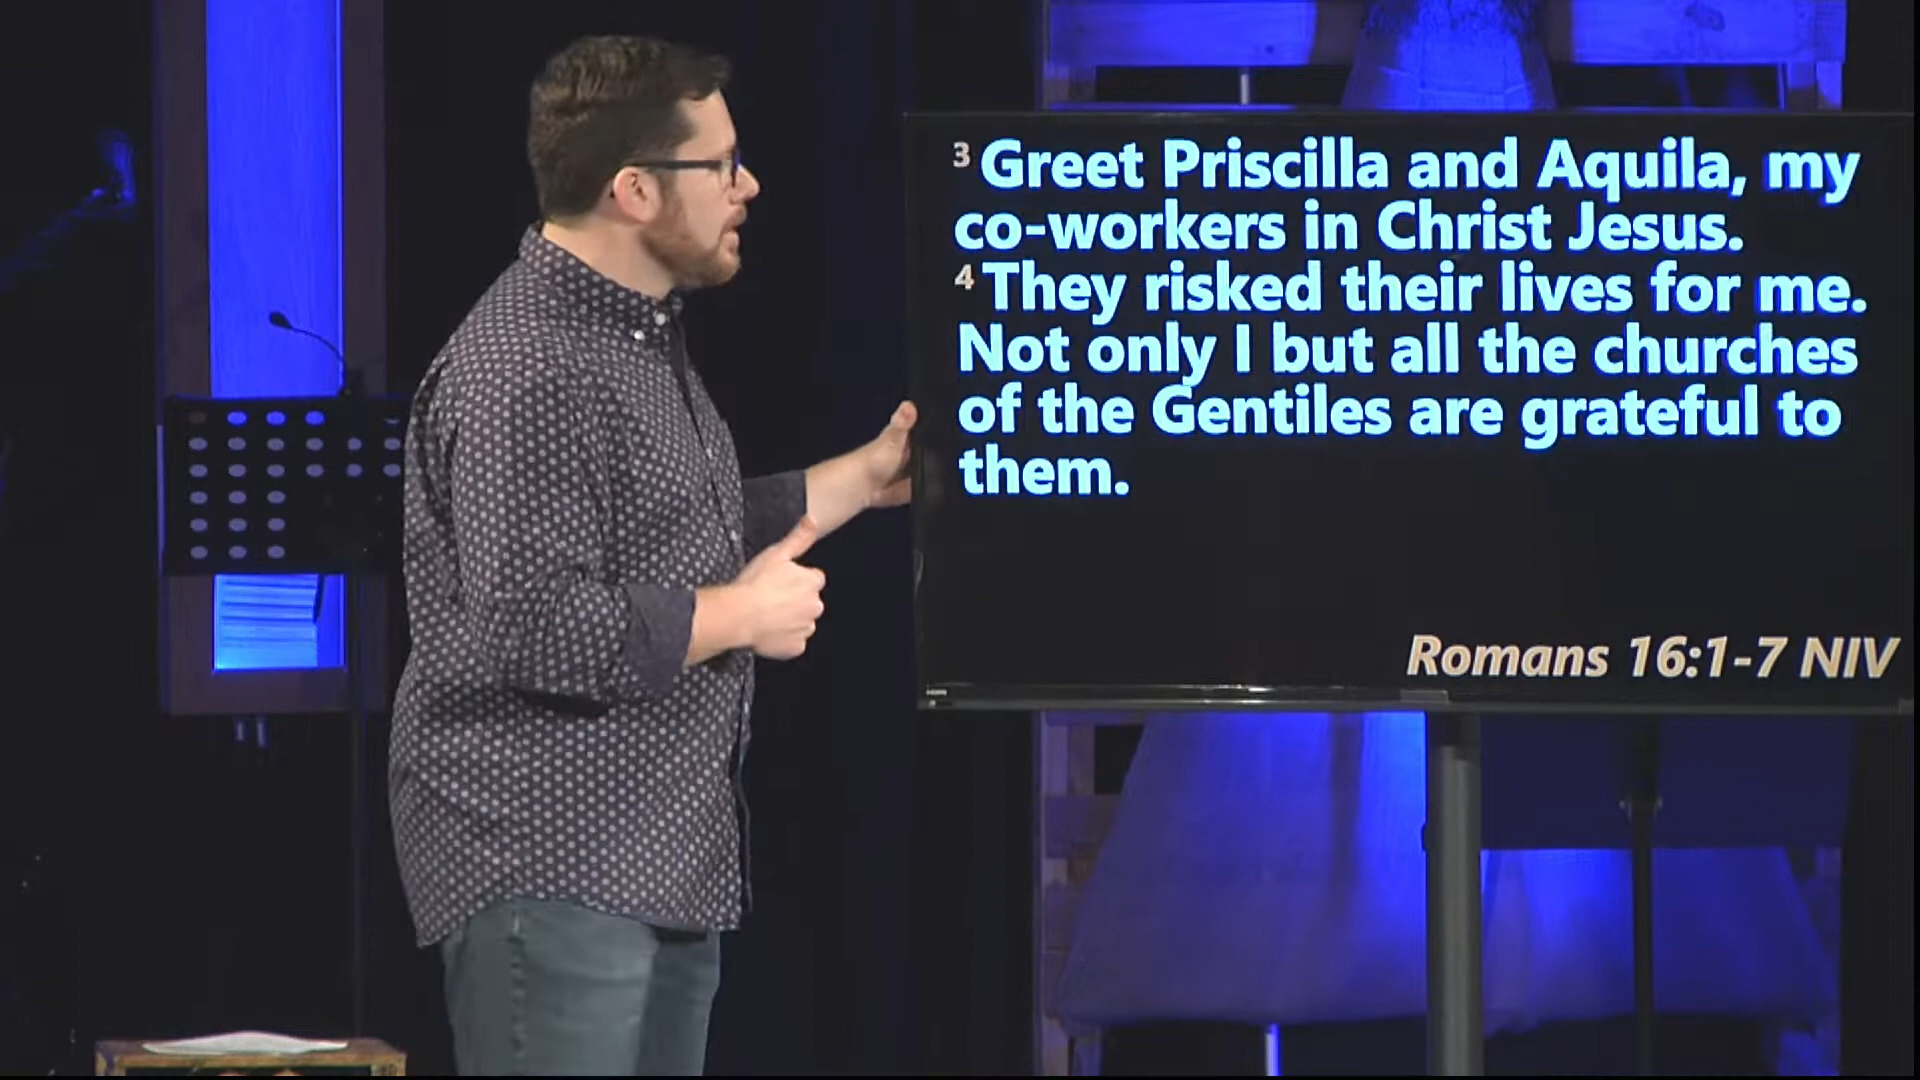 3 Greet Priscilla and Aquila, my
co-workers in Christ Jesus.
4 They risked their lives for me.
Not only I but all the churches
of the Gentiles are grateful to
them.
Romans 16:1-7 NIV